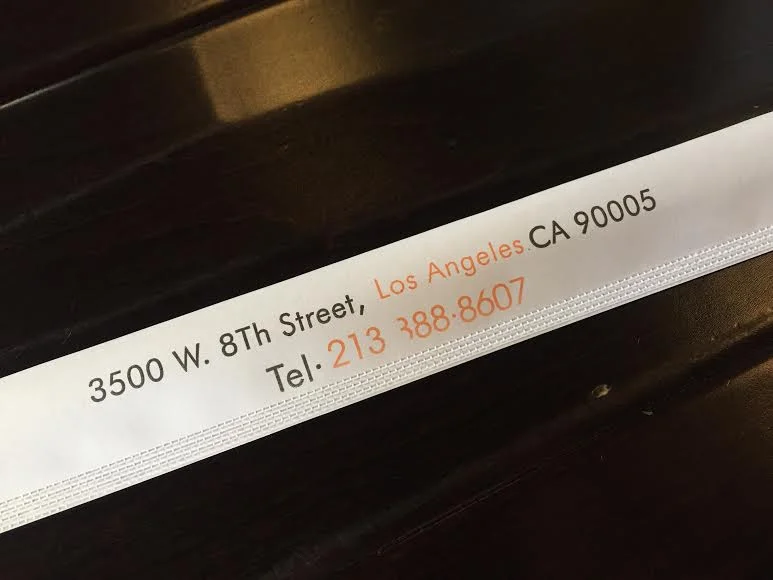 3500 W. 8Th Street, Los Angeles. CA 90005
Tel· 213 388·8607